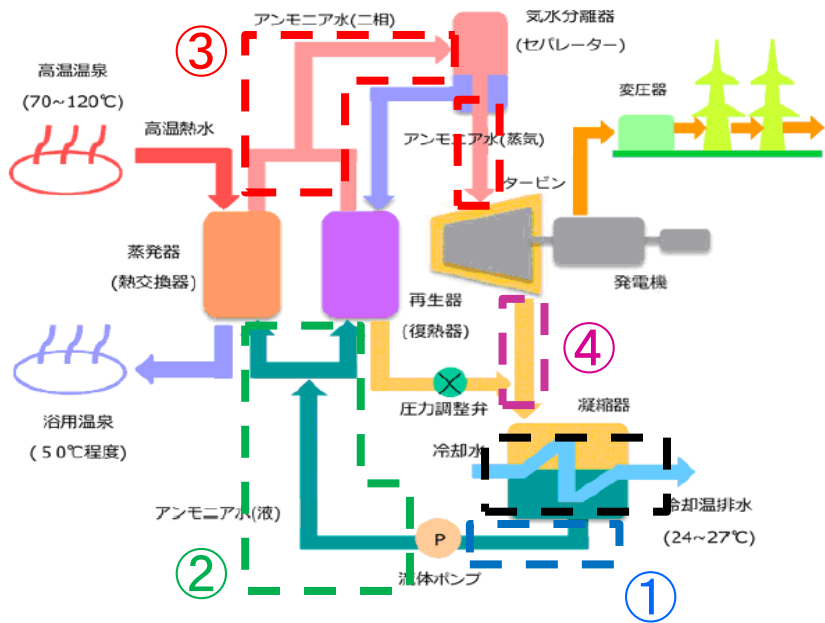 アンモニア水(二相)
気水分離器
(セパレーター)
③
高温温泉
(70~120℃)
変圧器
高温熱水
アンモニア水(蒸気)
タービン
蒸発器
(熱交換器)
再生器
(復熱器)
発電機
④
圧力調整弁
凝縮器
浴用温泉
(50℃程度)
冷却水
アンモニア水(液)
冷却温排水
(24~27℃)
P
流体ポンプ
②
①